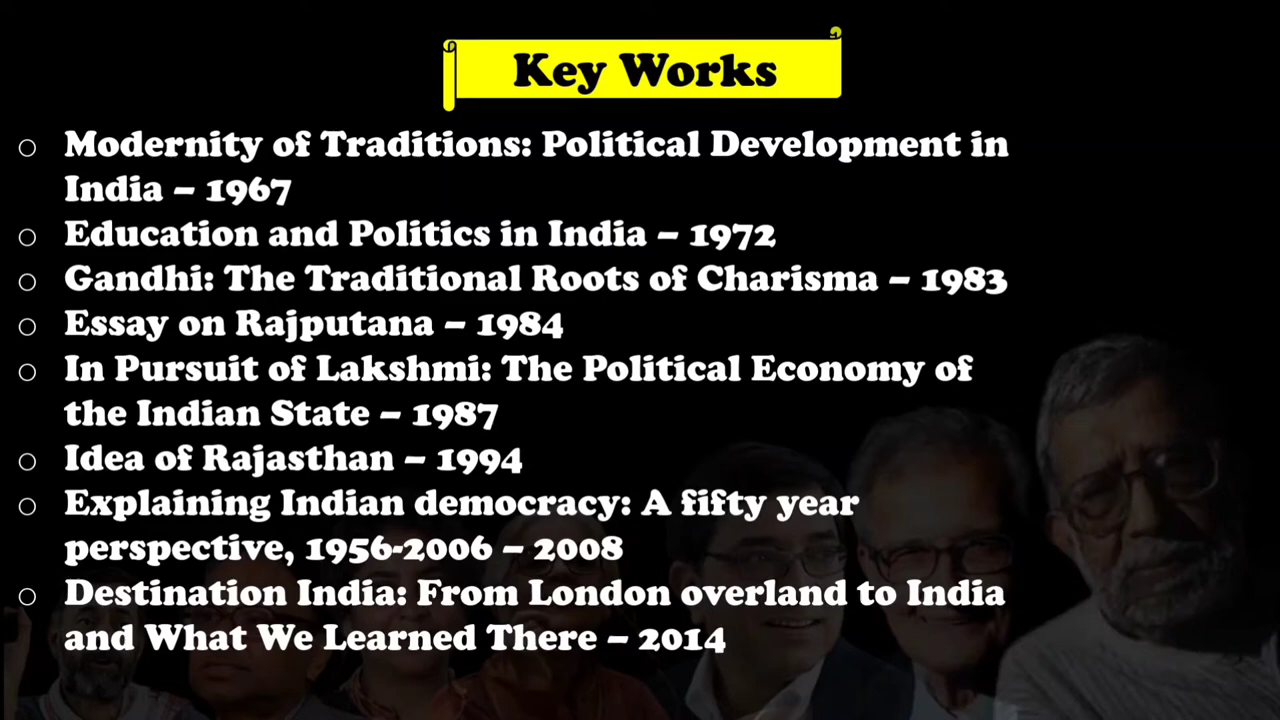 Key Works
Modernity of Traditions: Political Development in
India – 1967
Education and Politics in India – 1972
Gandhi: The Traditional Roots of Charisma – 1983
Essay on Rajputana – 1984
In Pursuit of Lakshmi: The Political Economy of
the Indian State – 1987
Idea of Rajasthan – 1994
Explaining Indian democracy: A fifty year
perspective, 1956-2006 – 2008
Destination India: From London overland to India
and What We Learned There – 2014